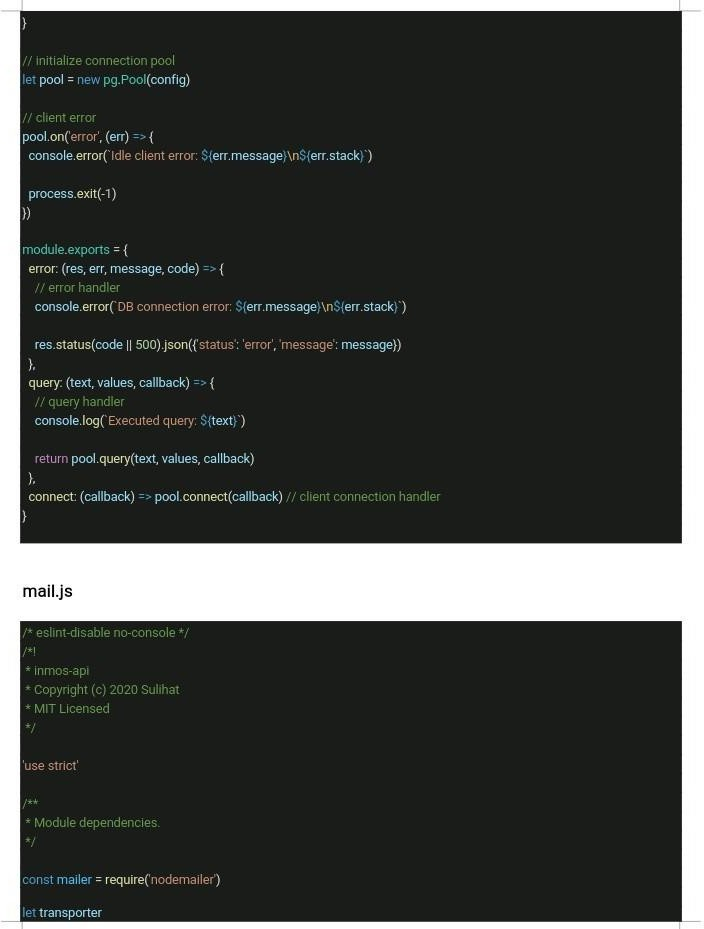 }
// initialize connection pool
let pool = new pg.Pool(config)
// client error
pool.on('error', (err) => {
console.error(`Idle client error: ${err.message}\n${err.stack}`)
process.exit(-1)
})
module.exports = {
error: (res, err, message, code) => {
// error handler
console.error(`DB connection error: ${err.message}\n${err.stack}`)
res.status(code || 500).json({'status': 'error', 'message': message})
},
query: (text, values, callback) => {
// query handler
console.log(`Executed query: ${text}`)
return pool.query(text, values, callback)
},
connect: (callback) => pool.connect(callback) // client connection handler
}
mail.js
/* eslint-disable no-console */
/*!
* inmos-api
* Copyright (c) 2020 Sulihat
* MIT Licensed
*/
'use strict'
/**
* Module dependencies.
*/
const mailer = require('nodemailer')
let transporter